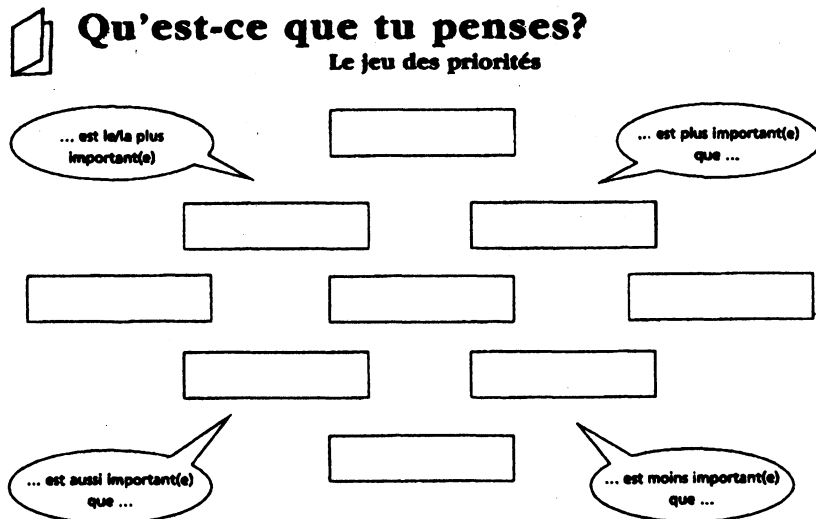 Qu'est-ce que tu penses?
Le jeu des priorités
... est le/la plus
important(e)
... est plus important(e)
que ...
... est aussi important(e)
que ...
... est moins important(e)
que ...